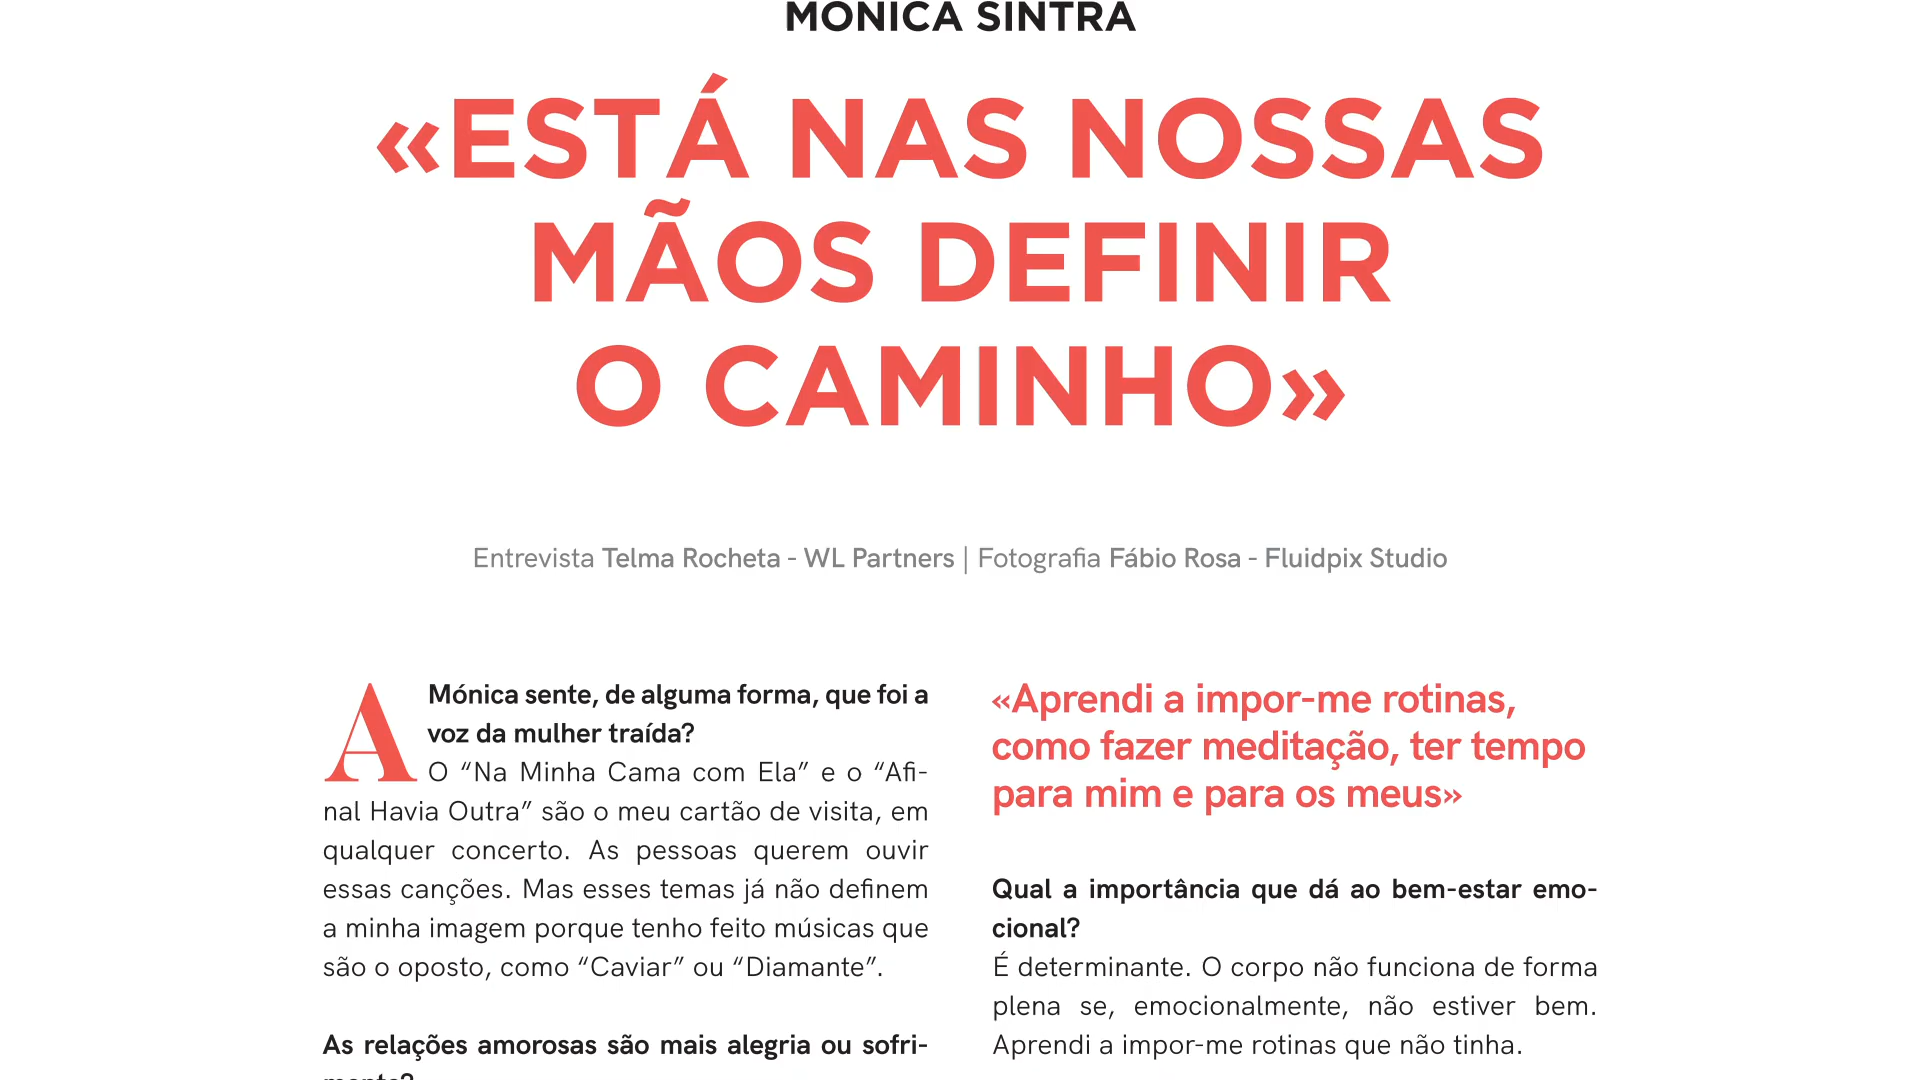 MÓNICA SINTRA
«ESTÁ NAS NOSSAS
MÃOS DEFINIR
O CAMINHO»
Entrevista Telma Rocheta - WL Partners | Fotografia Fábio Rosa - Fluidpix Studio
A Mónica sente, de alguma forma, que foi a
voz da mulher traída?
O “Na Minha Cama com Ela” e o “Afi-
nal Havia Outra” são o meu cartão de visita, em
qualquer concerto. As pessoas querem ouvir
essas canções. Mas esses temas já não definem
a minha imagem porque tenho feito músicas que
são o oposto, como “Caviar” ou “Diamante”.
As relações amorosas são mais alegria ou sofri-
mento?
«Aprendi a impor-me rotinas,
como fazer meditação, ter tempo
para mim e para os meus»
Qual a importância que dá ao bem-estar emo-
cional?
É determinante. O corpo não funciona de forma
plena se, emocionalmente, não estiver bem.
Aprendi a impor-me rotinas que não tinha.